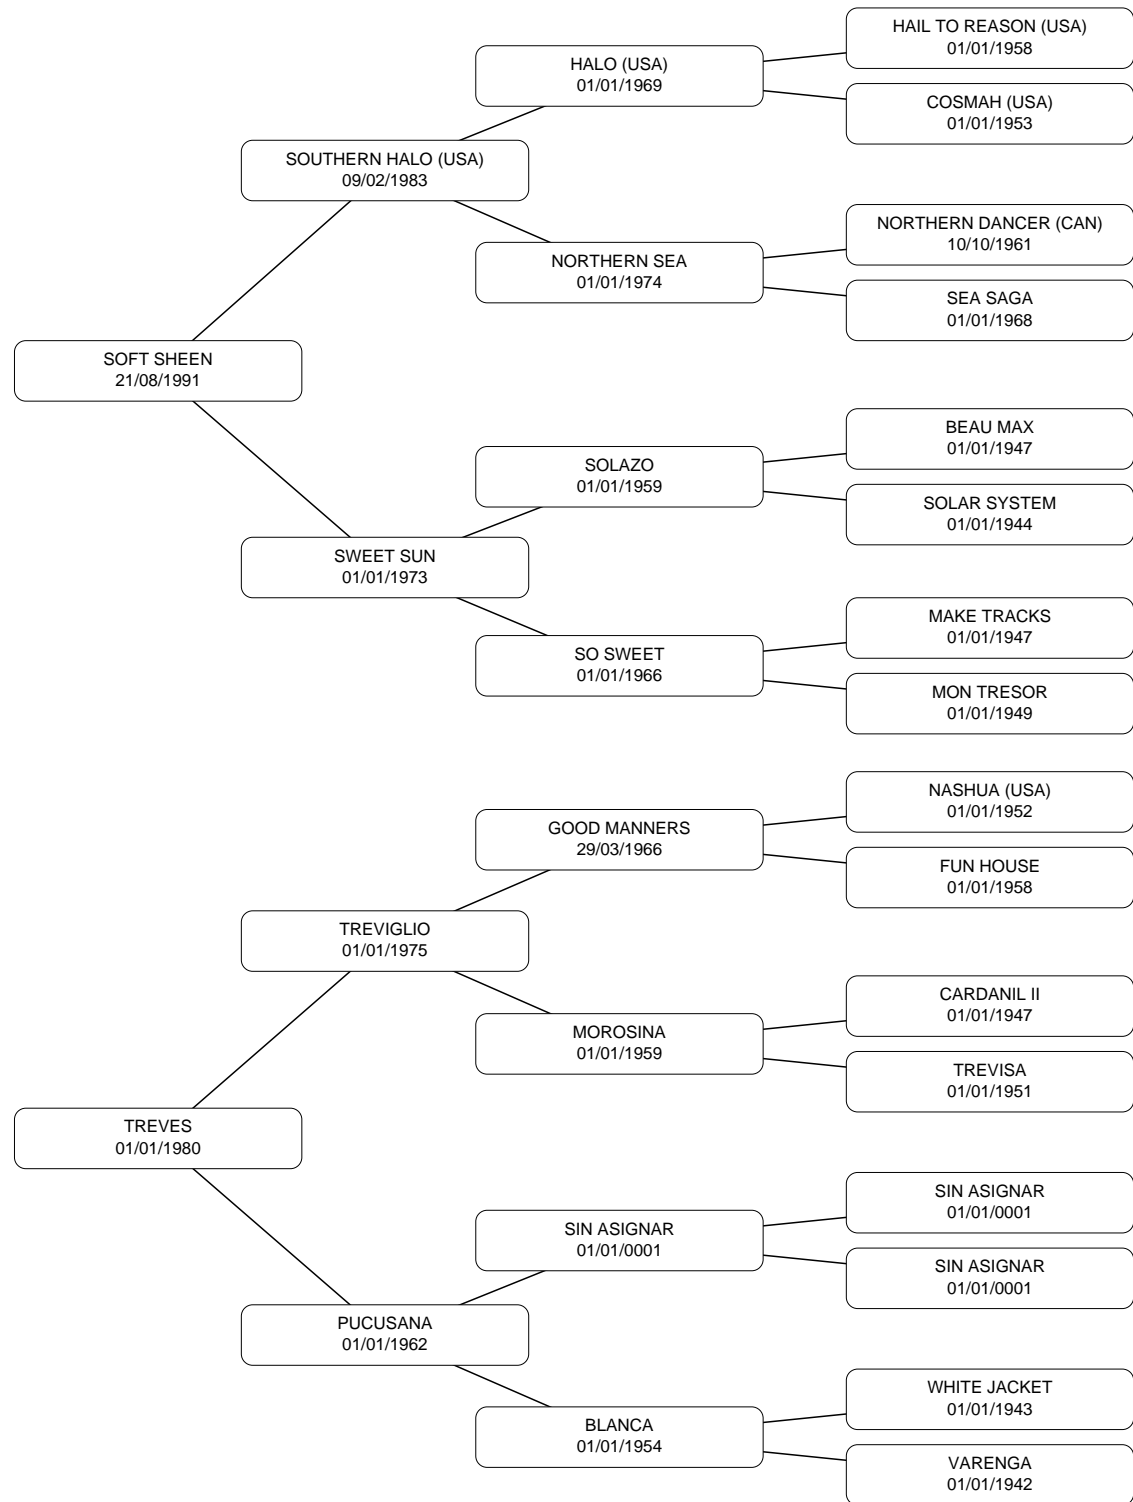 HAIL TO REASON (USA)
01/01/1958
HALO (USA)
01/01/1969
COSMAH (USA)
01/01/1953
SOUTHERN HALO (USA)
09/02/1983
NORTHERN DANCER (CAN)
10/10/1961
NORTHERN SEA
01/01/1974
SEA SAGA
01/01/1968
SOFT SHEEN
21/08/1991
BEAU MAX
01/01/1947
SOLAZO
01/01/1959
SOLAR SYSTEM
01/01/1944
SWEET SUN
01/01/1973
MAKE TRACKS
01/01/1947
SO SWEET
01/01/1966
MON TRESOR
01/01/1949
NASHUA (USA)
01/01/1952
GOOD MANNERS
29/03/1966
FUN HOUSE
01/01/1958
TREVIGLIO
01/01/1975
CARDANIL II
01/01/1947
MOROSINA
01/01/1959
TREVISA
01/01/1951
TREVES
01/01/1980
SIN ASIGNAR
01/01/0001
SIN ASIGNAR
01/01/0001
SIN ASIGNAR
01/01/0001
PUCUSANA
01/01/1962
WHITE JACKET
01/01/1943
BLANCA
01/01/1954
VARENGA
01/01/1942